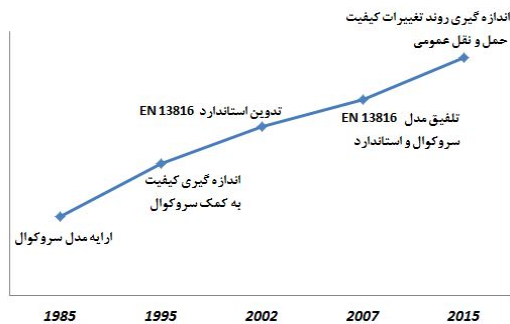 اندازه گیری روند تغییرات کیفیت
حمل و نقل عمومی
تدوین استاندارد EN 13816
تلفیق مدل EN 13816
سروکوال و استاندارد
اندازه گیری کیفیت
به کمک سروکوال
ارایه مدل سروکوال
1985 1995 2002 2007 2015